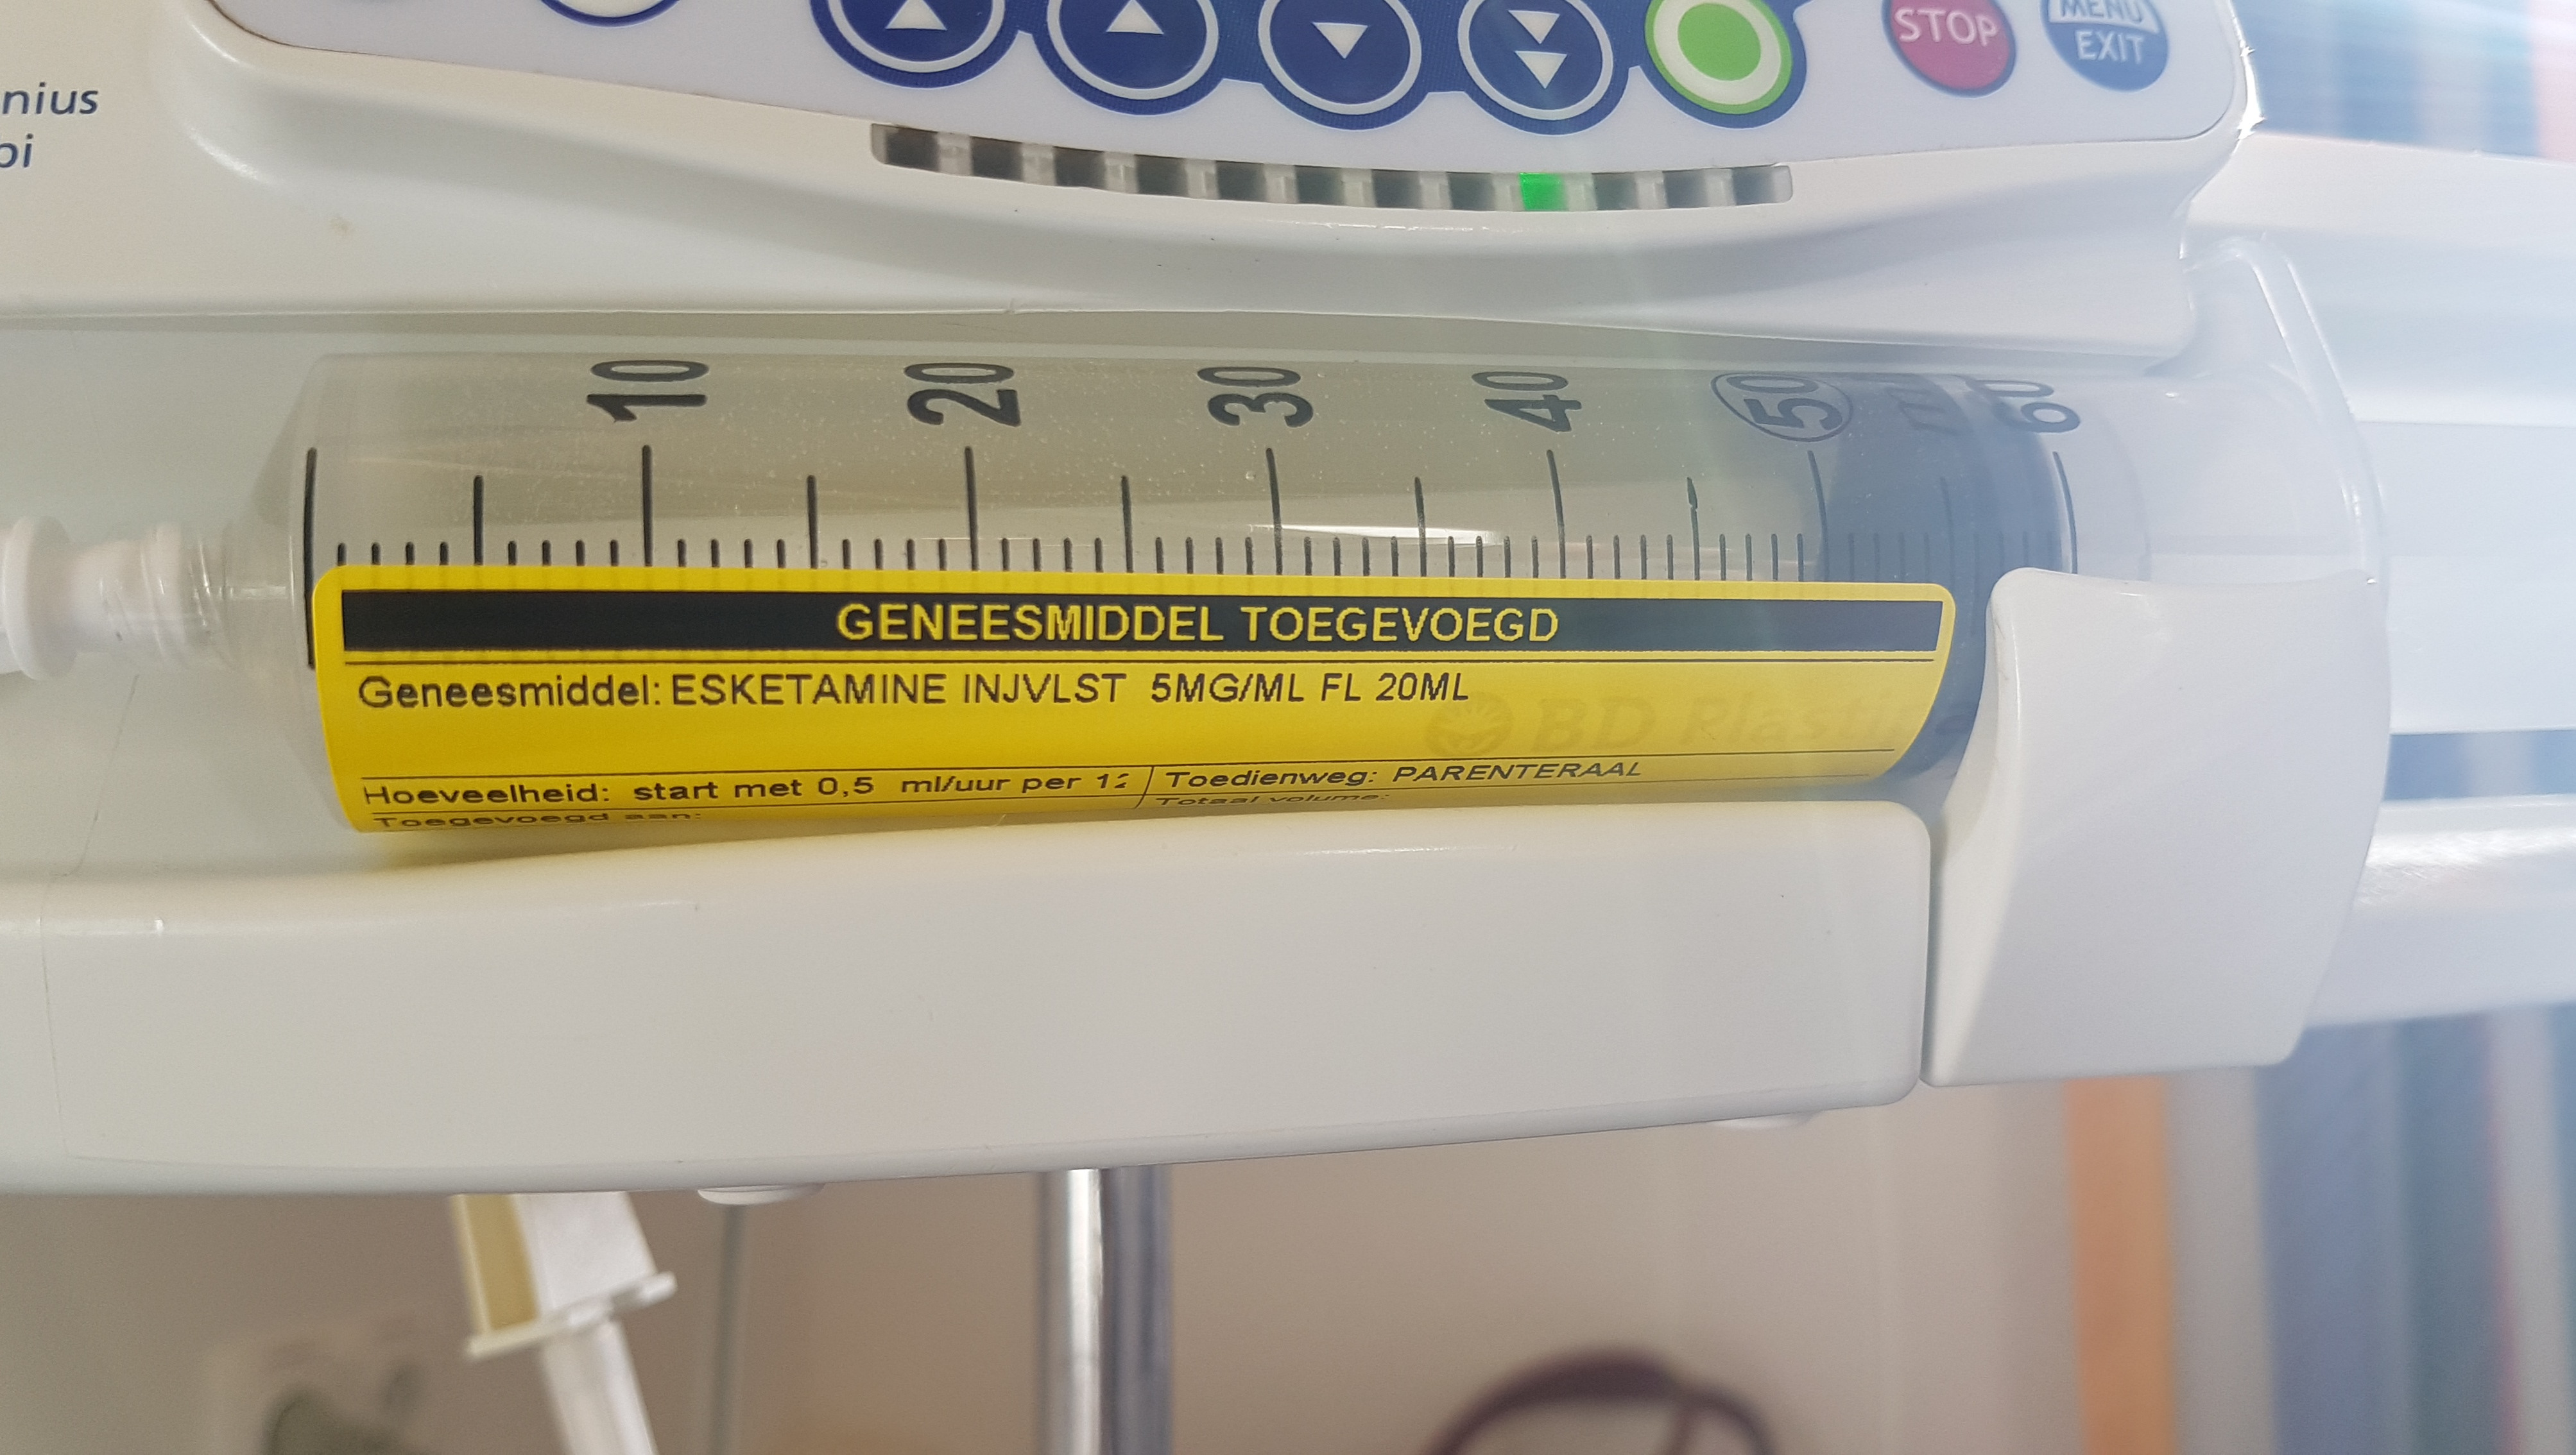 STOP
MENU
EXIT
10
20
30
40
50
ml
60
GENEESMIDDEL TOEGEVOEGD
Geneesmiddel: ESKETAMINE INJVLST 5MG/ML FL 20ML
BD Plasti
Hoeveelheid: start met 0,5 ml/uur per
Toedienweg: PARENTERAAL
Toegevoegd aan:
Totaal volume: